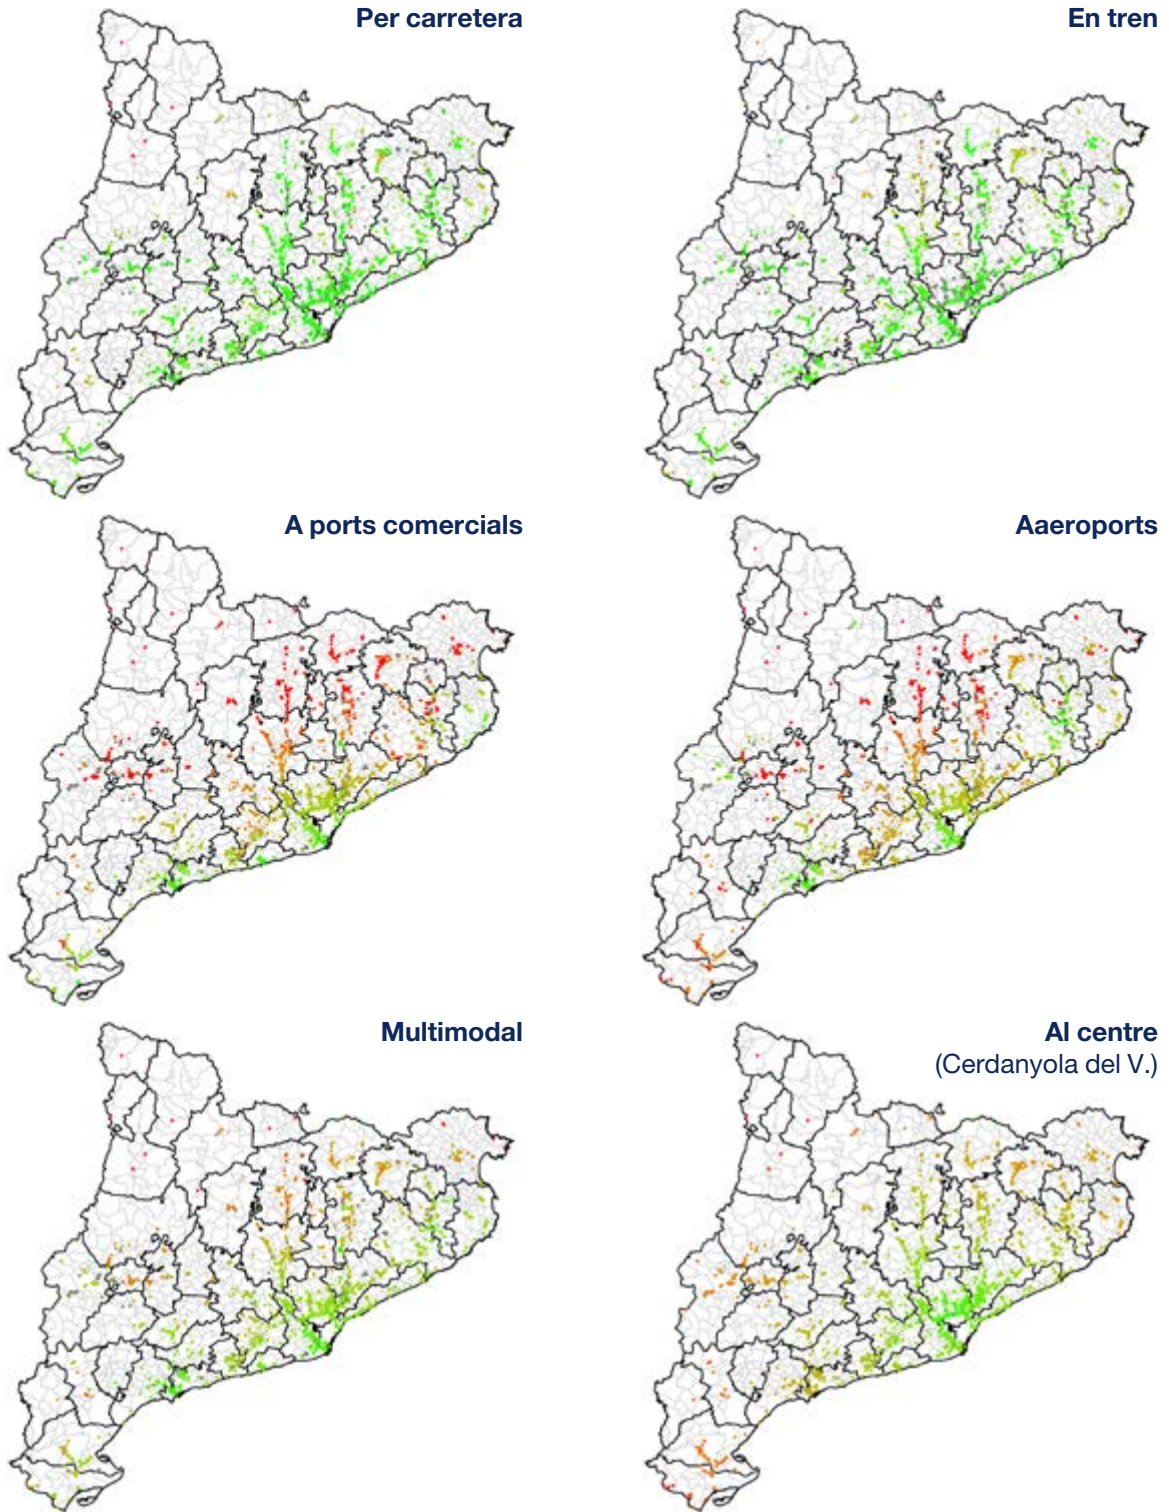 Per carretera
En tren
A ports comercials
Aaeroports
Multimodal
Al centre
(Cerdanyola del V.)